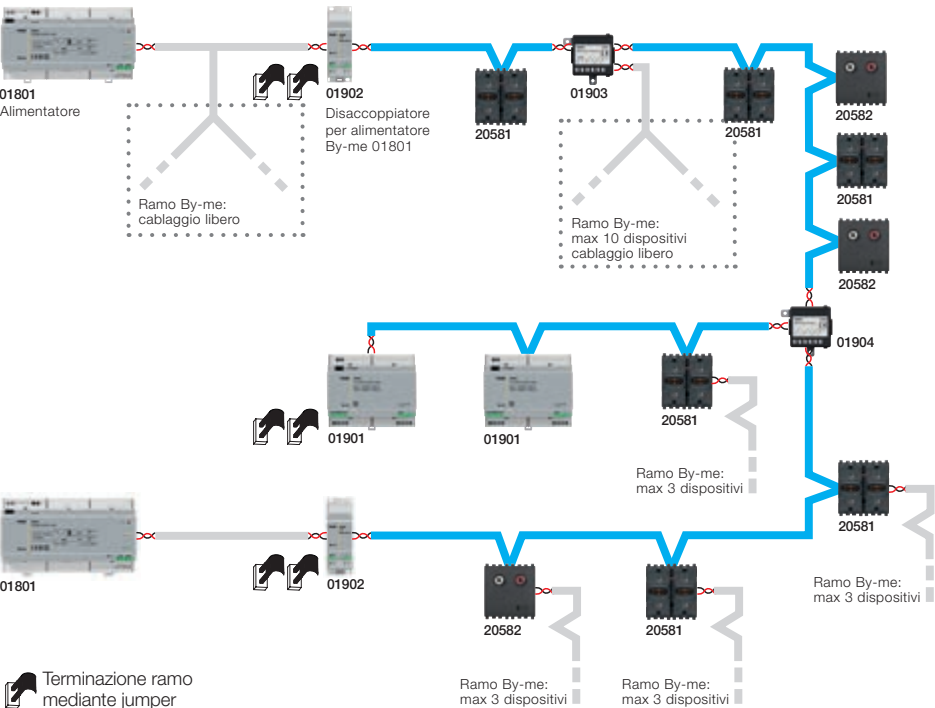 01801
Alimentatore
01902
Disaccoppiatore
per alimentatore
By-me 01801
20581
01903
20581
20582
Ramo By-me:
cablaggio libero
Ramo By-me:
max 10 dispositivi
cablaggio libero
20581
20582
01904
01901
01901
20581
Ramo By-me:
max 3 dispositivi
20581
01801
01902
Ramo By-me:
max 3 dispositivi
20582
20581
Terminazione ramo
mediante jumper
Ramo By-me:
max 3 dispositivi
Ramo By-me:
max 3 dispositivi